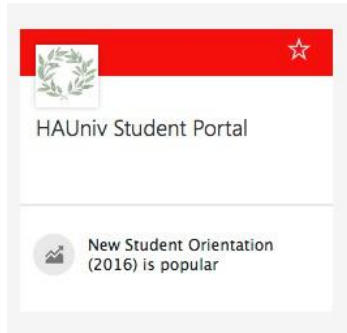 HAUniv Student Portal
New Student Orientation
(2016) is popular